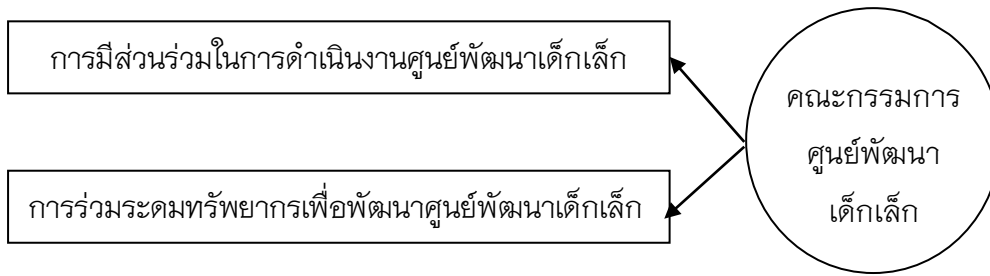 การมีส่วนร่วมในการดำเนินงานศูนย์พัฒนาเด็กเล็ก
การร่วมระดมทรัพยากรเพื่อพัฒนาศูนย์พัฒนาเด็กเล็ก
คณะกรรมการ
ศูนย์พัฒนา
เด็กเล็ก